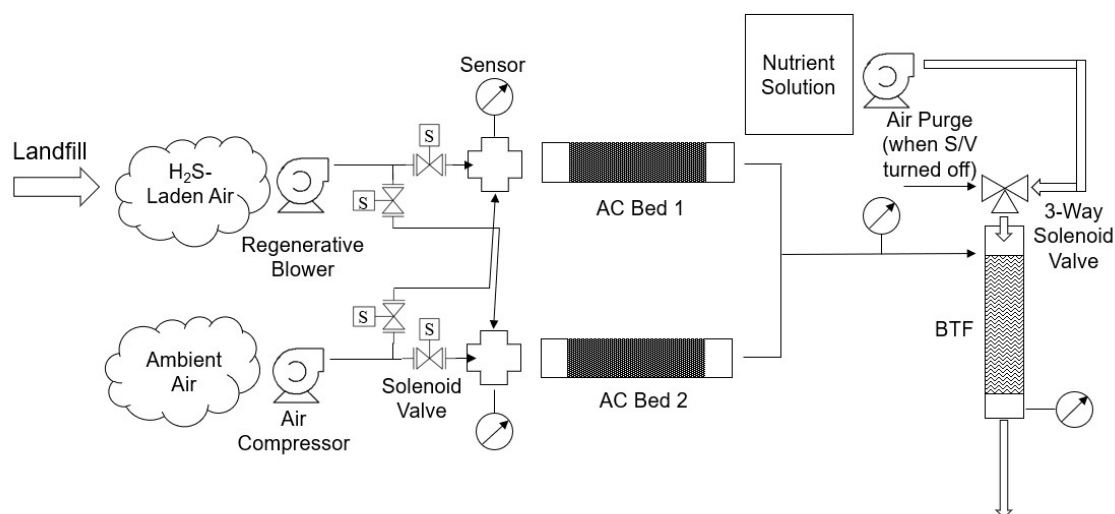 Sensor
Nutrient
Solution
Landfill
H₂S-
Laden Air
Regenerative
Blower
S
S
AC Bed 1
Air Purge
(when S/V
turned off)
3-Way
Solenoid
Valve
S
S
Ambient
Air
Air
Compressor
Solenoid
Valve
AC Bed 2
BTF